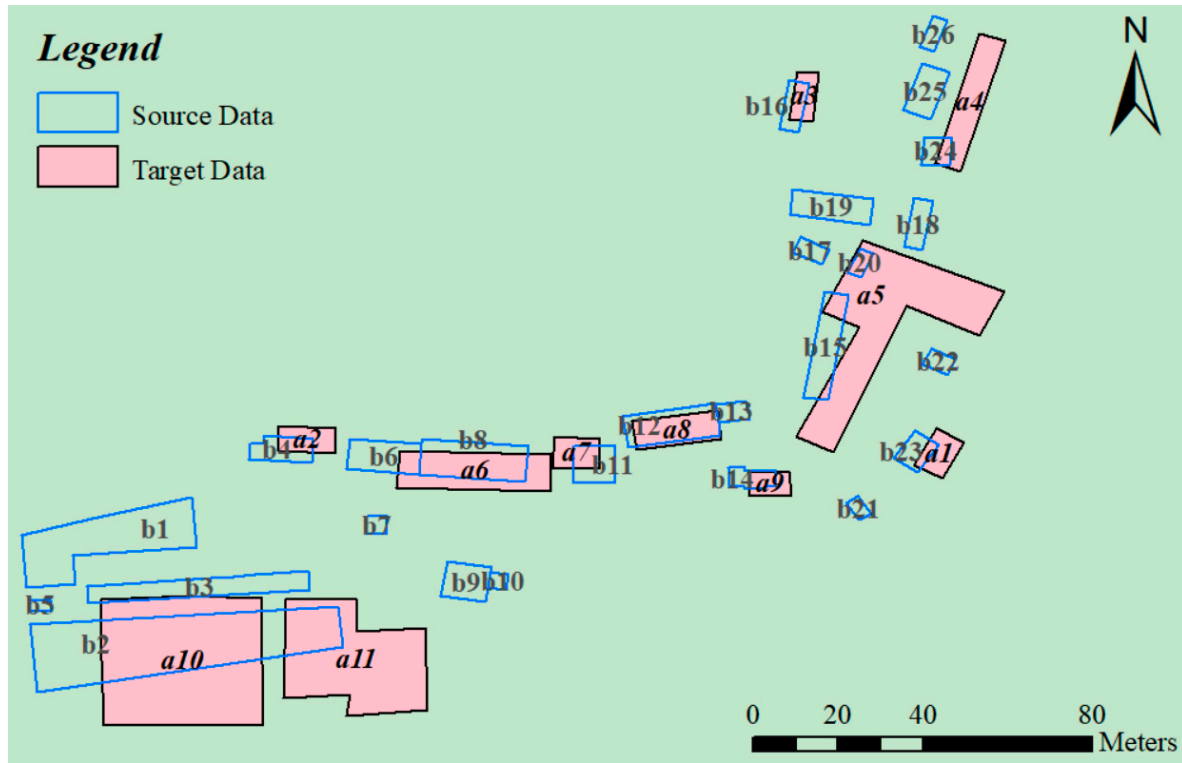 Legend
Source Data
Target Data
N
b26
b25
a4
b16
a3
b24
b19
b18
b17
b20
a5
b15
b22
b13
b12
a8
b4
a2
b6
b8
a6
a7
b11
b23
a1
b14
a9
b21
b7
b1
b3
b9
b10
b5
b2
a10
a11
0 20 40 80
Meters